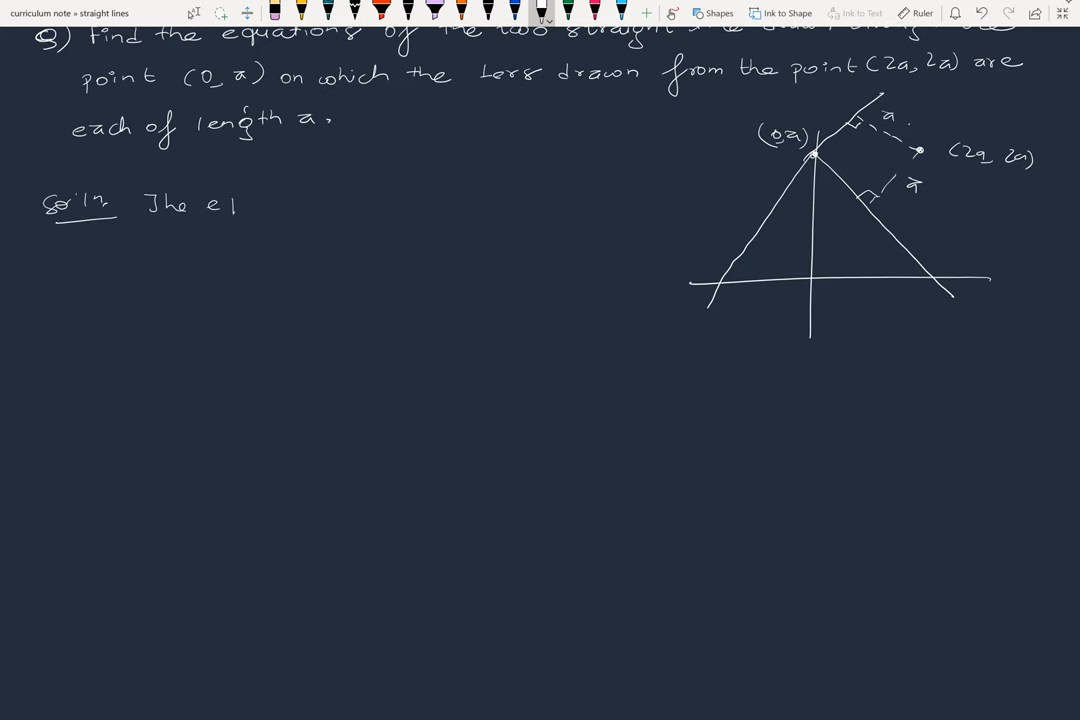 curriculum note » straight lines
Shapes Ink to Shape Ink to Text Ruler
Q) Find the equations of the two straight
point (0, a) on which the ⊥ers drawn from the point (2a, 2a) are
each of length a.
(0,a)
a
(2a, 2a)
a
Sol'n. The e